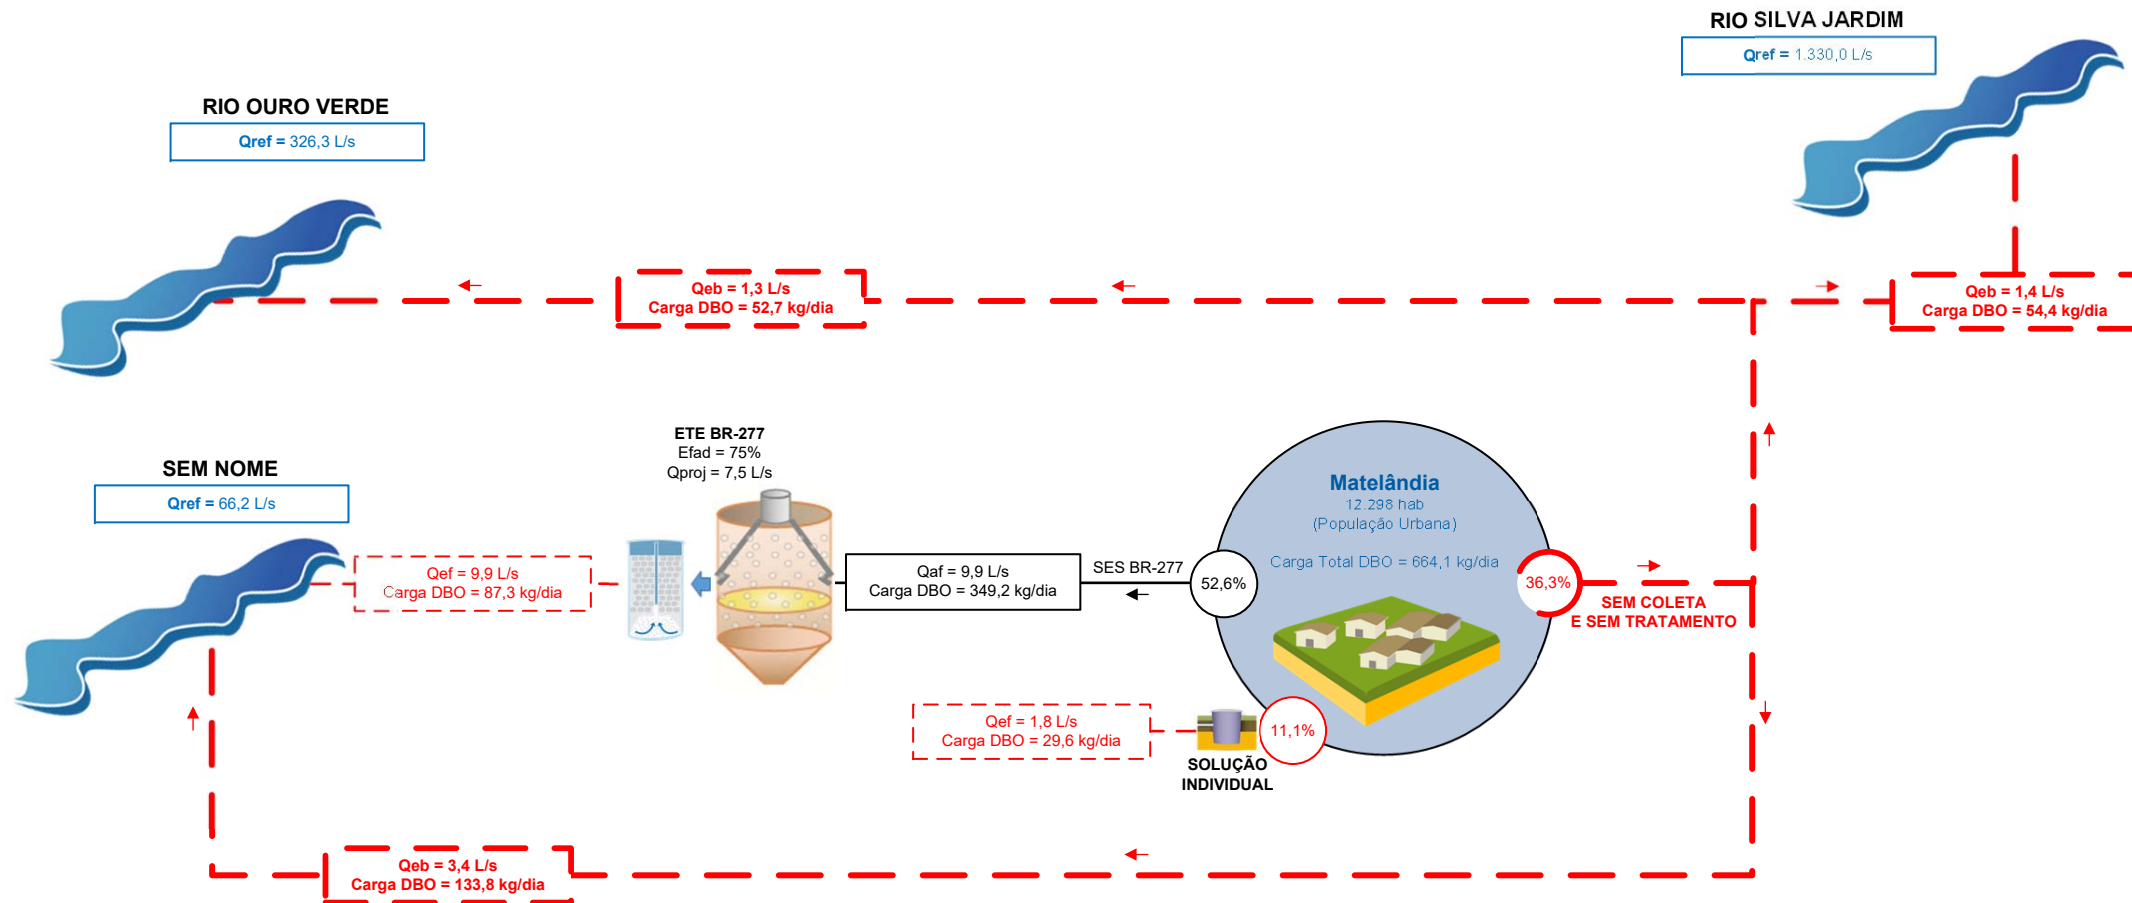 RIO SILVA JARDIM
Qref = 1.330,0 L/s
RIO OURO VERDE
Qref = 326,3 L/s
Qeb = 1,3 L/s
Carga DBO = 52,7 kg/dia
Qeb = 1,4 L/s
Carga DBO = 54,4 kg/dia
ETE BR-277
Efad = 75%
Qproj = 7,5 L/s
SEM NOME
Qref = 66,2 L/s
Matelândia
12.298 hab
(População Urbana)
Carga Total DBO = 664,1 kg/dia
Qef = 9,9 L/s
Carga DBO = 87,3 kg/dia
Qaf = 9,9 L/s
Carga DBO = 349,2 kg/dia
SES BR-277
52,6%
36,3%
SEM COLETA
E SEM TRATAMENTO
Qef = 1,8 L/s
Carga DBO = 29,6 kg/dia
11,1%
SOLUÇÃO
INDIVIDUAL
Qeb = 3,4 L/s
Carga DBO = 133,8 kg/dia